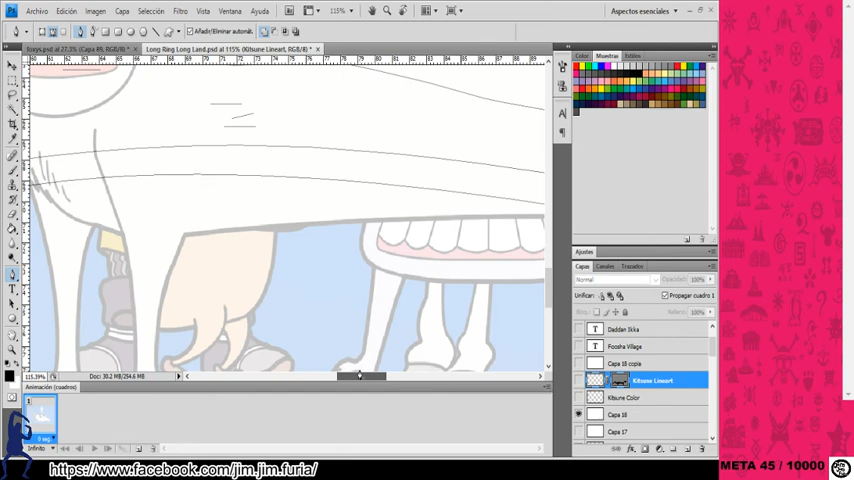 Archivo Edición Imagen Capa Selección Filtro Vista Ventana Ayuda 115% Aspectos esenciales
Añadir/Eliminar automát.
foxys.psd al 27.3% (Capa 89, RGB/8) * × Long Ring Long Land.psd al 115% (Kitsune Lineart, RGB/8) * ×
Color Muestras Estilos
Ajustes
Capas Canales Trazados
Normal Opacidad: 100%
Unificar: Propagar cuadro 1
Bloq.: Relleno: 100%
T Daddan Ikka
T Foosha Village
Capa 18 copia
Kitsune Lineart
Kitsune Color
Capa 18
Capa 17
115.39% Doc: 30.2 MB/254.6 MB
Animación (cuadros)
1
0 seg.
Infinito
https://www.facebook.com/jim.jim.furia/
META 45 / 10000